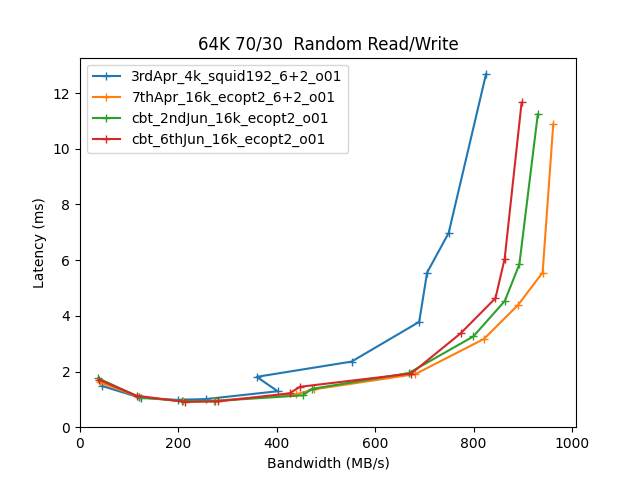 64K 70/30  Random Read/Write
3rdApr_4k_squid192_6+2_o01
7thApr_16k_ecopt2_6+2_o01
cbt_2ndJun_16k_ecopt2_o01
cbt_6thJun_16k_ecopt2_o01
Latency (ms)
12
10
8
6
4
2
0
0 200 400 600 800 1000
Bandwidth (MB/s)